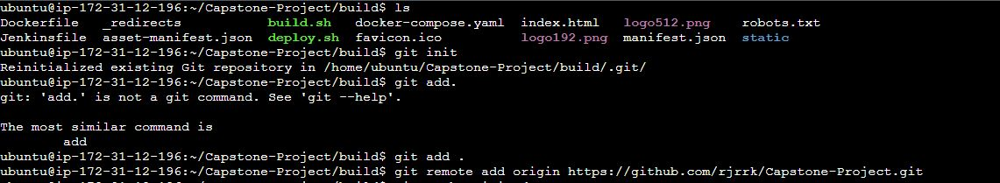 ubuntu@ip-172-31-12-196:~/Capstone-Project/build$ ls
Dockerfile _redirects build.sh docker-compose.yaml index.html logo512.png robots.txt
Jenkinsfile asset-manifest.json deploy.sh favicon.ico logo192.png manifest.json static
ubuntu@ip-172-31-12-196:~/Capstone-Project/build$ git init
Reinitialized existing Git repository in /home/ubuntu/Capstone-Project/build/.git/
ubuntu@ip-172-31-12-196:~/Capstone-Project/build$ git add.
git: 'add.' is not a git command. See 'git --help'.
The most similar command is
add
ubuntu@ip-172-31-12-196:~/Capstone-Project/build$ git add .
ubuntu@ip-172-31-12-196:~/Capstone-Project/build$ git remote add origin https://github.com/rjrrk/Capstone-Project.git